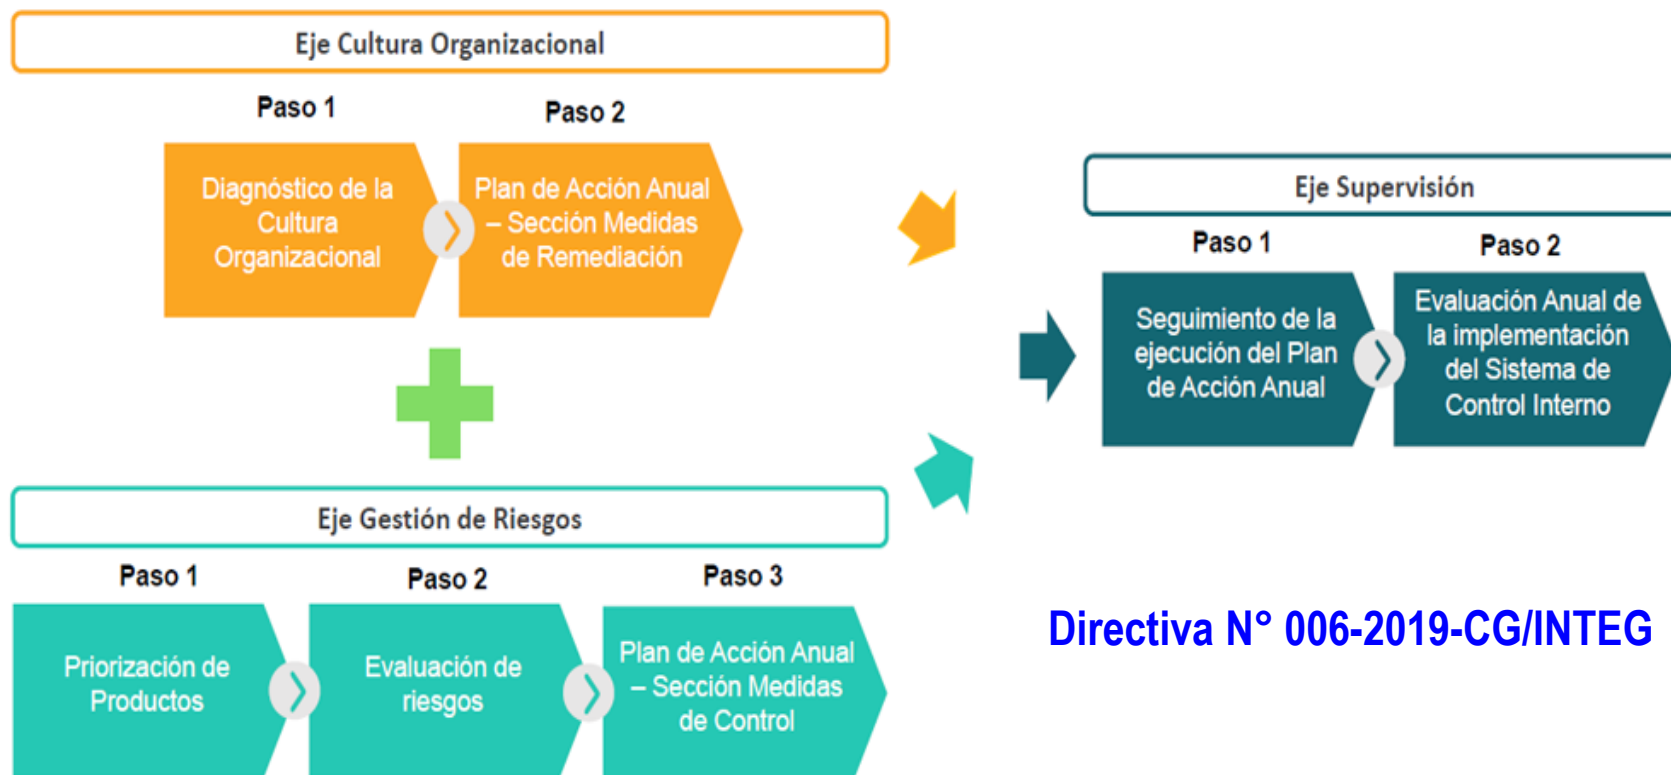 Eje Cultura Organizacional
Paso 1
Paso 2
Diagnóstico de la
Cultura
Organizacional
Plan de Acción Anual
– Sección Medidas
de Remediación
Eje Gestión de Riesgos
Paso 1
Paso 2
Paso 3
Priorización de
Productos
Evaluación de
riesgos
Plan de Acción Anual
– Sección Medidas
de Control
Eje Supervisión
Paso 1
Paso 2
Seguimiento de la
ejecución del Plan
de Acción Anual
Evaluación Anual de
la implementación
del Sistema de
Control Interno
Directiva N° 006-2019-CG/INTEG